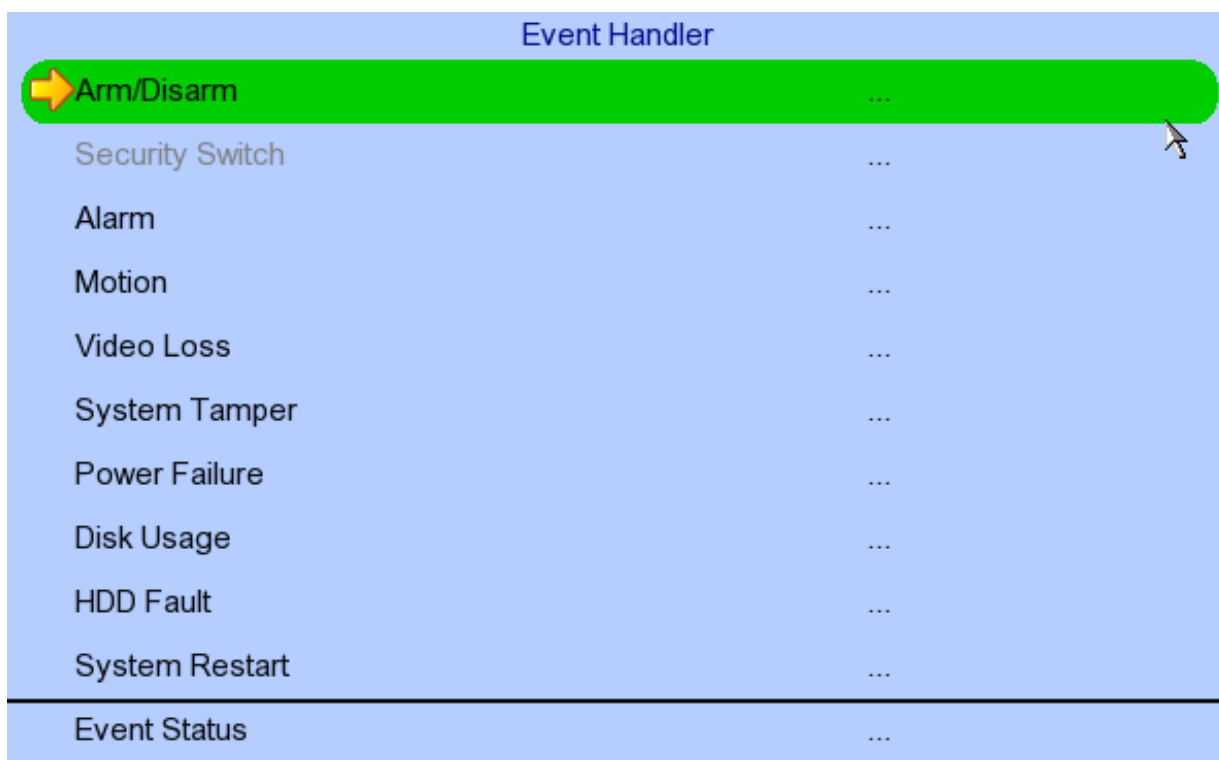 Event Handler
Arm/Disarm ...
Security Switch ...
Alarm ...
Motion ...
Video Loss ...
System Tamper ...
Power Failure ...
Disk Usage ...
HDD Fault ...
System Restart ...
Event Status ...